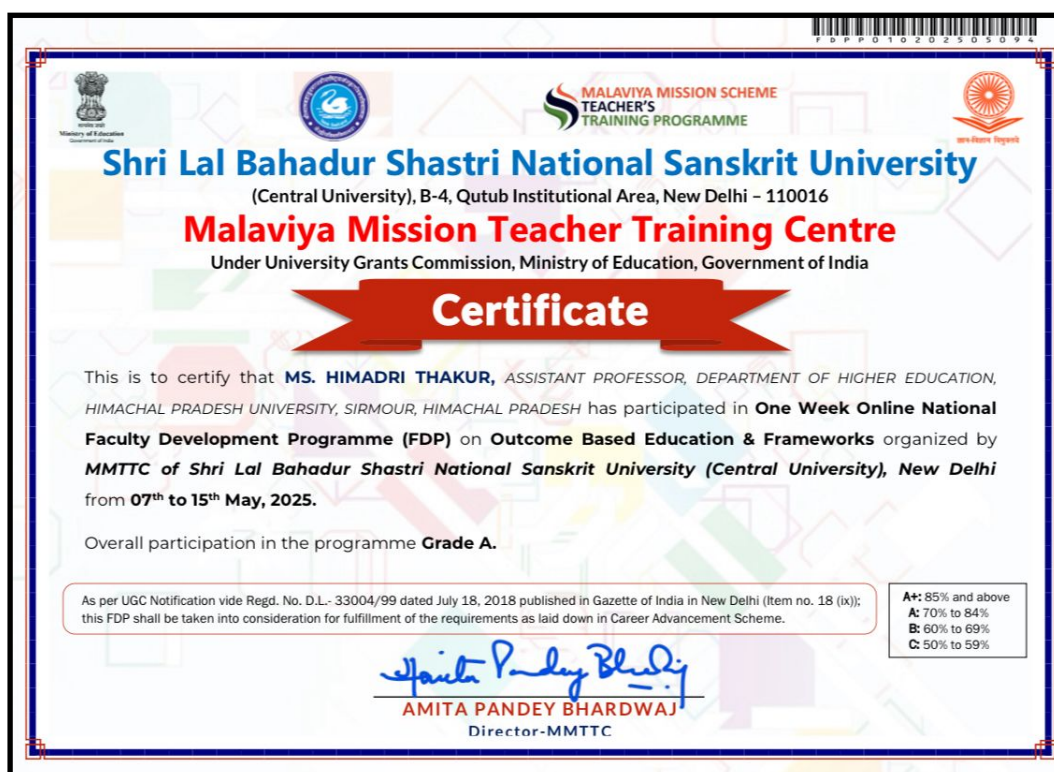 FDPP010202505094
Ministry of Education
Government of India
MALAVIYA MISSION SCHEME
TEACHER'S
TRAINING PROGRAMME
ज्ञान-विज्ञान विमुक्तये
Shri Lal Bahadur Shastri National Sanskrit University
(Central University), B-4, Qutub Institutional Area, New Delhi – 110016
Malaviya Mission Teacher Training Centre
Under University Grants Commission, Ministry of Education, Government of India
Certificate
This is to certify that MS. HIMADRI THAKUR, ASSISTANT PROFESSOR, DEPARTMENT OF HIGHER EDUCATION,
HIMACHAL PRADESH UNIVERSITY, SIRMOUR, HIMACHAL PRADESH has participated in One Week Online National
Faculty Development Programme (FDP) on Outcome Based Education & Frameworks organized by
MMTTC of Shri Lal Bahadur Shastri National Sanskrit University (Central University), New Delhi
from 07th to 15th May, 2025.
Overall participation in the programme Grade A.
As per UGC Notification vide Regd. No. D.L.- 33004/99 dated July 18, 2018 published in Gazette of India in New Delhi (Item no. 18 (ix));
this FDP shall be taken into consideration for fulfillment of the requirements as laid down in Career Advancement Scheme.
A+: 85% and above
A: 70% to 84%
B: 60% to 69%
C: 50% to 59%
AMITA PANDEY BHARDWAJ
Director-MMTTC